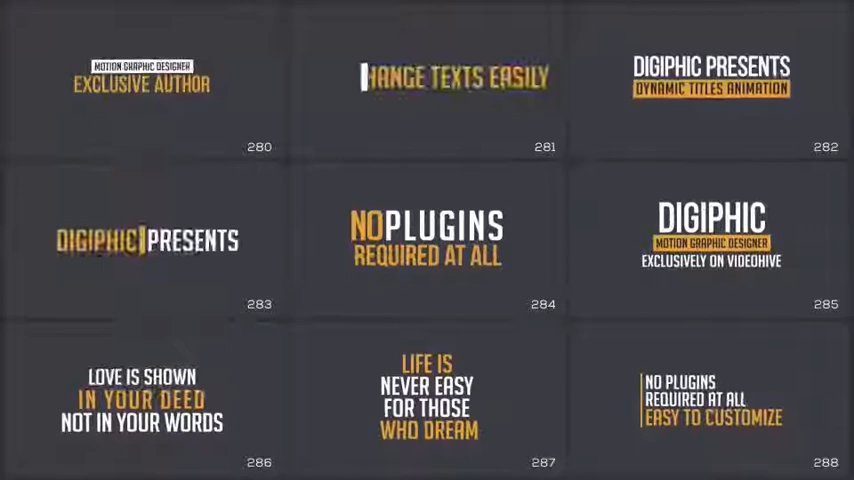 MOTION GRAPHIC DESIGNER
EXCLUSIVE AUTHOR
280
HANGE TEXTS EASILY
281
DIGIPHIC PRESENTS
DYNAMIC TITLES ANIMATION
282
DIGIPHIC PRESENTS
283
NOPLUGINS
REQUIRED AT ALL
284
DIGIPHIC
MOTION GRAPHIC DESIGNER
EXCLUSIVELY ON VIDEOHIVE
285
LOVE IS SHOWN
IN YOUR DEED
NOT IN YOUR WORDS
286
LIFE IS
NEVER EASY
FOR THOSE
WHO DREAM
287
NO PLUGINS
REQUIRED AT ALL
EASY TO CUSTOMIZE
288